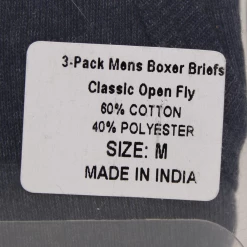 3-Pack Mens Boxer Briefs
Classic Open Fly
60% COTTON
40% POLYESTER
SIZE: M
MADE IN INDIA